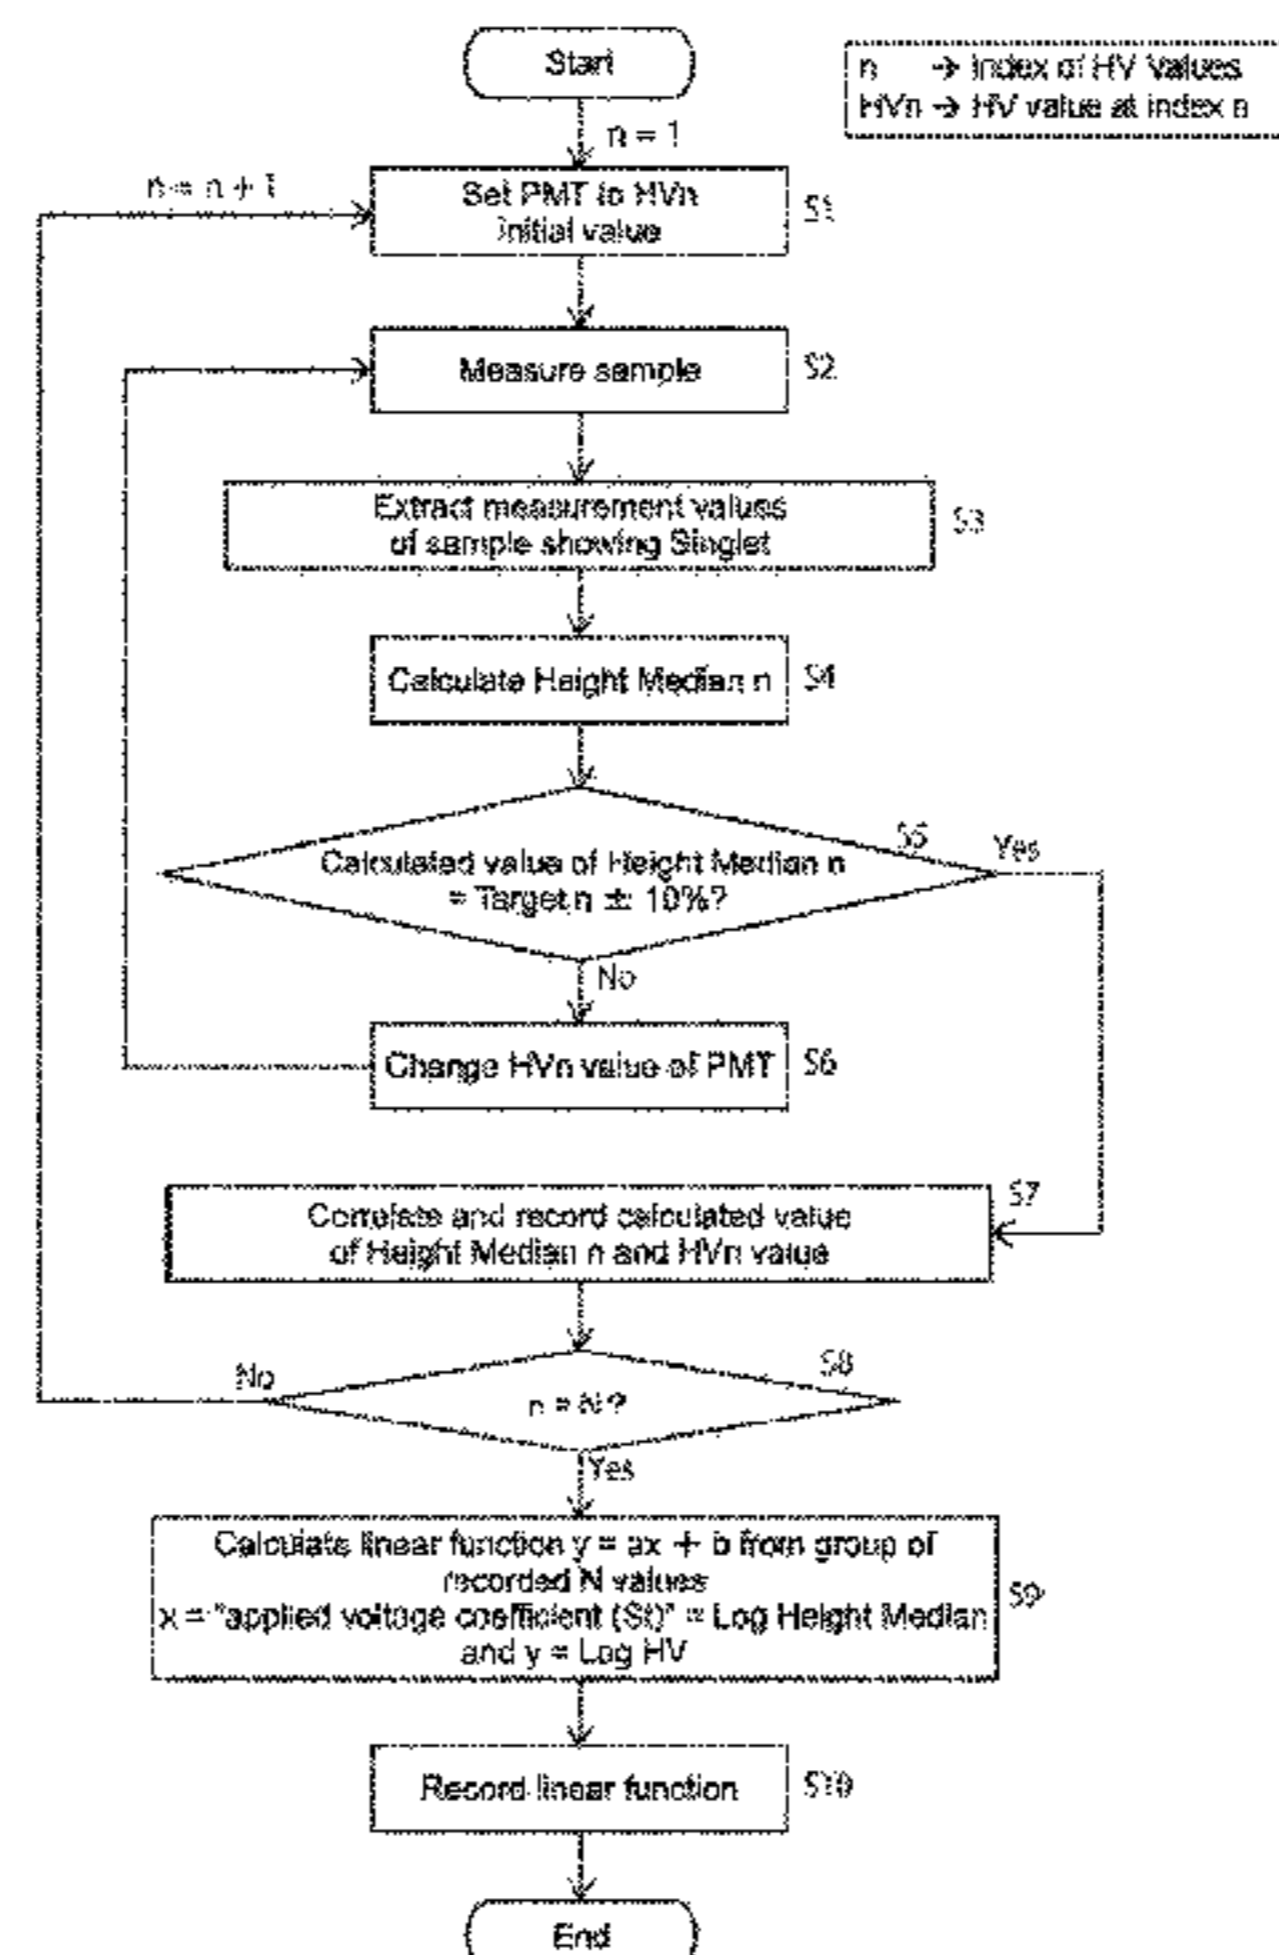 Start
n → Index of HV Values
HVn → HV value at index n
n = 1
n = n + 1
Set PMT to HVn
initial value
S1
Measure sample
S2
Extract measurement values
of sample showing Singlet
S3
Calculate Height Median n
S4
S5
Calculated value of Height Median n
= Target n ± 10%?
Yes
No
Change HVn value of PMT
S6
S7
Correlate and record calculated value
of Height Median n and HVn value
S8
No
n = N?
Yes
Calculate linear function y = ax + b from group of
recorded N values
x = "applied voltage coefficient (St)" = Log Height Median
and y = Log HV
S9
Record linear function
S10
End